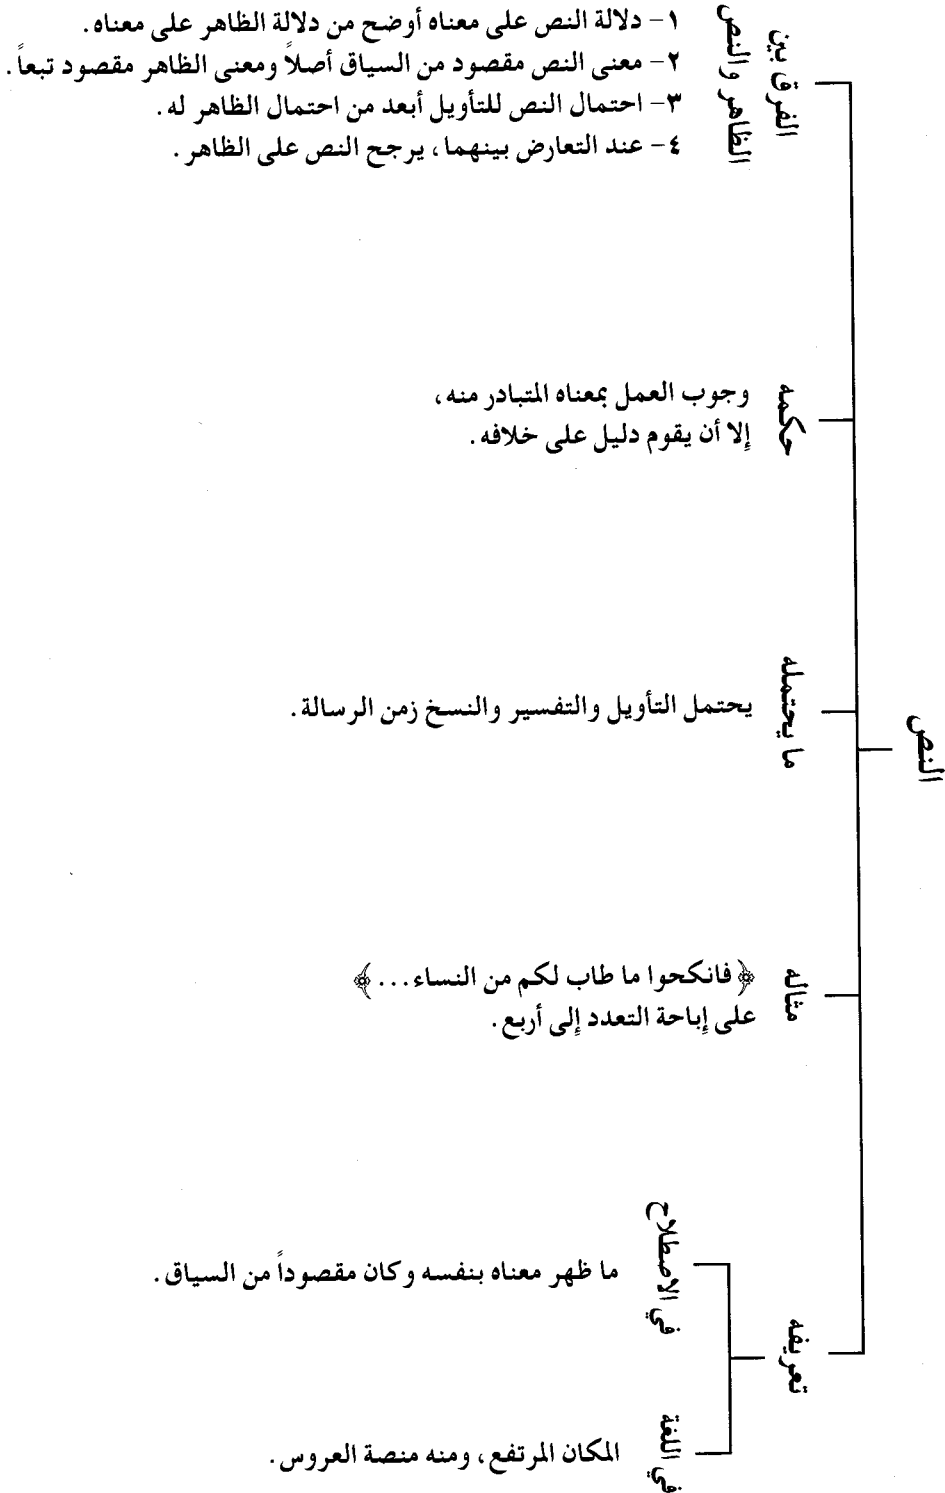 النص
تعريفه
في اللغة
المكان المرتفع، ومنه منصة العروس.
في الاصطلاح
ما ظهر معناه بنفسه وكان مقصوداً من السياق.
مثاله
﴿فانكحوا ما طاب لكم من النساء...﴾
على إباحة التعدد إلى أربع.
ما يحتمله
يحتمل التأويل والتفسير والنسخ زمن الرسالة.
حكمه
وجوب العمل بمعناه المتبادر منه،
إلا أن يقوم دليل على خلافه.
الفرق بين
الظاهر والنص
١- دلالة النص على معناه أوضح من دلالة الظاهر على معناه.
٢- معنى النص مقصود من السياق أصلاً ومعنى الظاهر مقصود تبعاً.
٣- احتمال النص للتأويل أبعد من احتمال الظاهر له.
٤- عند التعارض بينهما، يرجح النص على الظاهر.